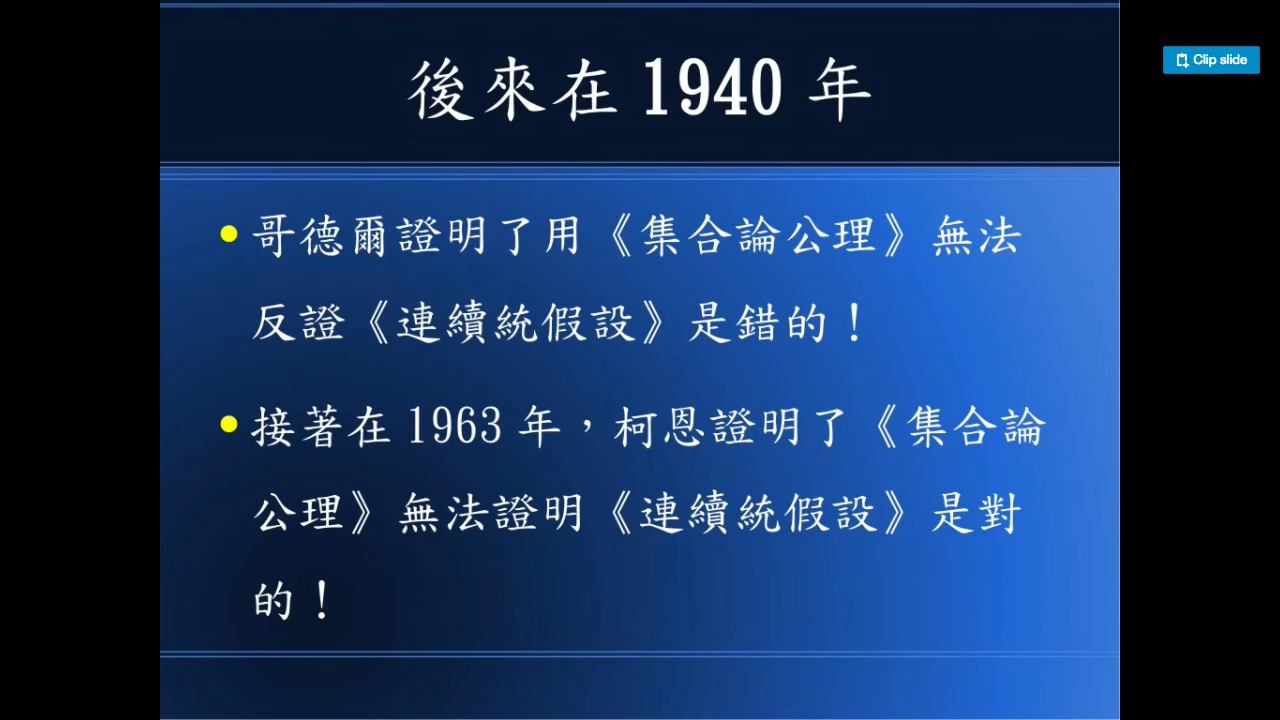 後來在 1940 年
Clip slide
• 哥德爾證明了用《集合論公理》無法
反證《連續統假設》是錯的！
• 接著在 1963 年，柯恩證明了《集合論
公理》無法證明《連續統假設》是對
的！